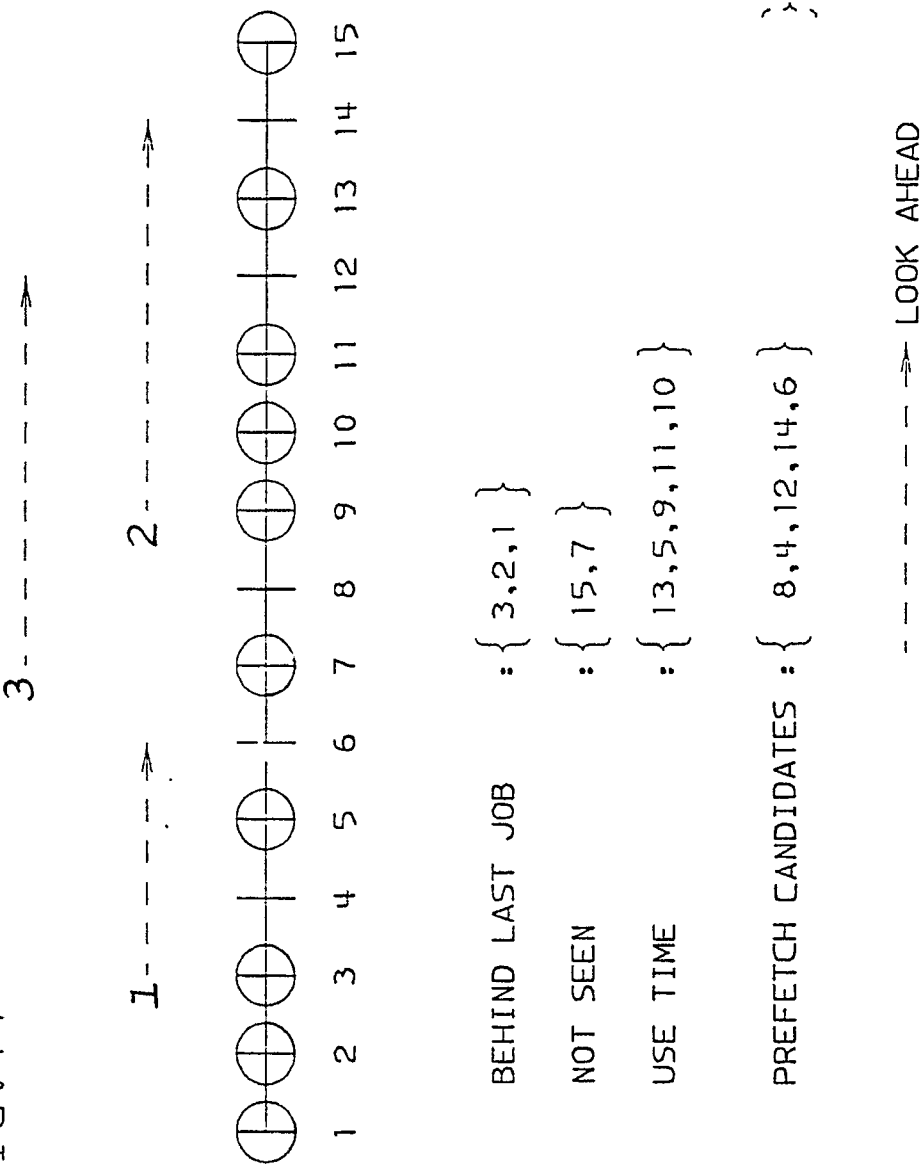 3
1 2
1 2 3 4 5 6 7 8 9 10 11 12 13 14 15
BEHIND LAST JOB :{ 3,2,1 }
NOT SEEN :{ 15,7 }
USE TIME :{ 13,5,9,11,10 }
PREFETCH CANDIDATES :{ 8,4,12,14,6 }
LOOK AHEAD